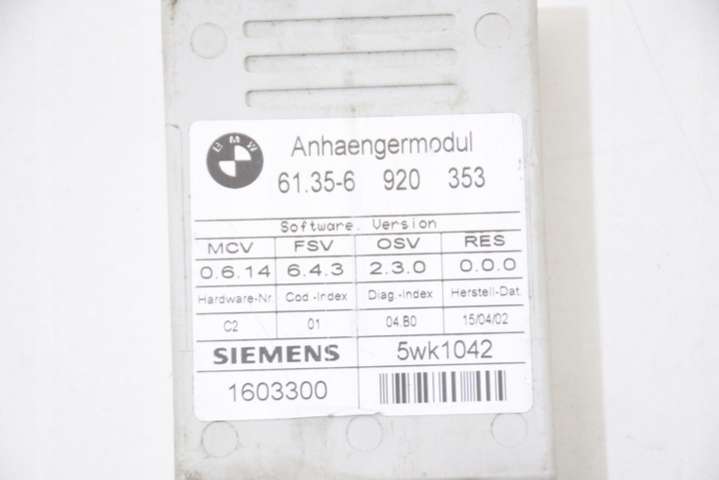 BMW
Anhaengermodul
61.35-6 920 353
Software. Version
MCV FSV OSV RES
0.6.14 6.4.3 2.3.0 0.0.0
Hardware-Nr. Cod.-Index Diag.-Index Herstell-Dat.
C2 01 04.B0 15/04/02
SIEMENS 5wk1042
1603300